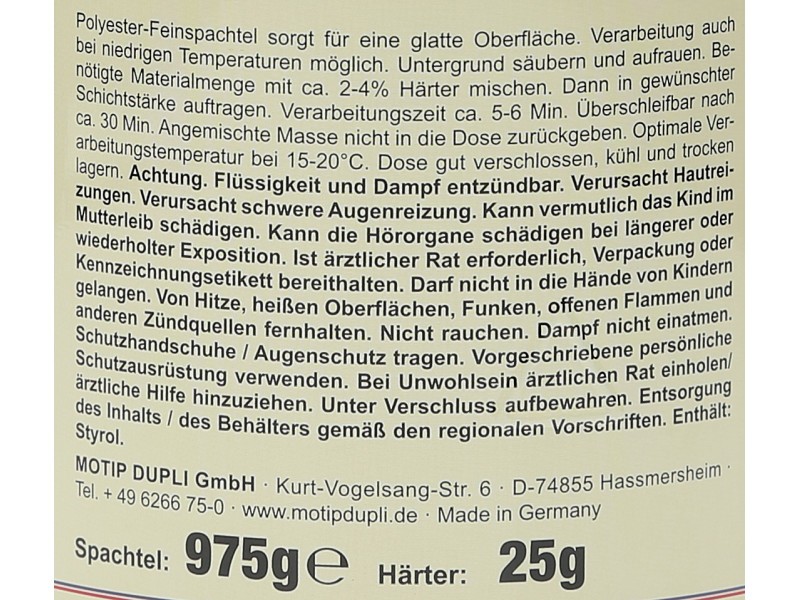 Polyester-Feinspachtel sorgt für eine glatte Oberfläche. Verarbeitung auch
bei niedrigen Temperaturen möglich. Untergrund säubern und aufrauen. Be-
nötigte Materialmenge mit ca. 2-4% Härter mischen. Dann in gewünschter
Schichtstärke auftragen. Verarbeitungszeit ca. 5-6 Min. Überschleifbar nach
ca. 30 Min. Angemischte Masse nicht in die Dose zurückgeben. Optimale Ver-
arbeitungstemperatur bei 15-20°C. Dose gut verschlossen, kühl und trocken
lagern. Achtung. Flüssigkeit und Dampf entzündbar. Verursacht Hautrei-
zungen. Verursacht schwere Augenreizung. Kann vermutlich das Kind im
Mutterleib schädigen. Kann die Hörorgane schädigen bei längerer oder
wiederholter Exposition. Ist ärztlicher Rat erforderlich, Verpackung oder
Kennzeichnungsetikett bereithalten. Darf nicht in die Hände von Kindern
gelangen. Von Hitze, heißen Oberflächen, Funken, offenen Flammen und
anderen Zündquellen fernhalten. Nicht rauchen. Dampf nicht einatmen.
Schutzhandschuhe / Augenschutz tragen. Vorgeschriebene persönliche
Schutzausrüstung verwenden. Bei Unwohlsein ärztlichen Rat einholen/
ärztliche Hilfe hinzuziehen. Unter Verschluss aufbewahren. Entsorgung
des Inhalts / des Behälters gemäß den regionalen Vorschriften. Enthält:
Styrol.
MOTIP DUPLI GmbH · Kurt-Vogelsang-Str. 6 · D-74855 Hassmersheim ·
Tel. + 49 6266 75-0 · www.motipdupli.de · Made in Germany
Spachtel: 975g ℮ Härter: 25g